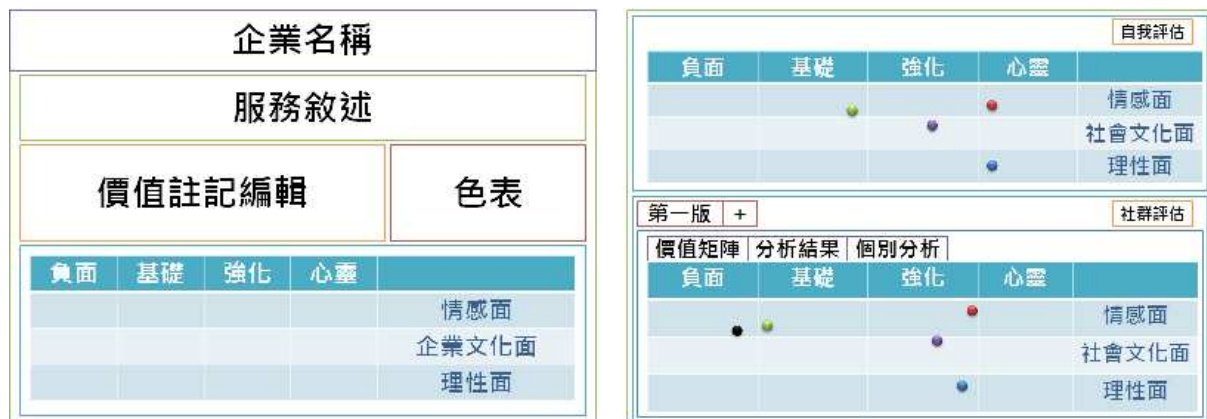 企業名稱
服務敘述
價值註記編輯 色表
負面 基礎 強化 心靈
情感面
企業文化面
理性面
自我評估
負面 基礎 強化 心靈
情感面
社會文化面
理性面
第一版 + 社群評估
價值矩陣 分析結果 個別分析
負面 基礎 強化 心靈
情感面
社會文化面
理性面